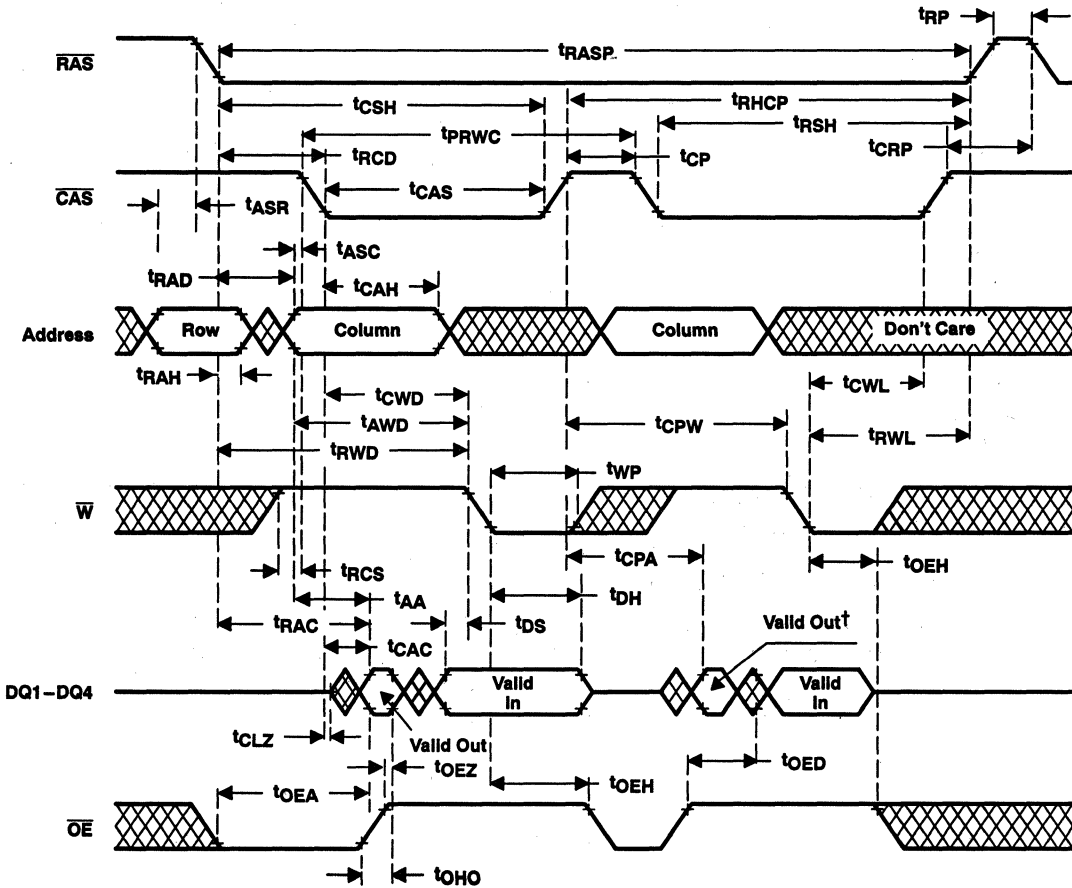 tRP
RAS
tRASP
tCSH
tRHCP
tPRWC
tRSH
tRCD
tCP
tCRP
CAS
tCAS
tASR
tASC
tRAD
tCAH
Address
Row
Column
Column
Don't Care
tRAH
tCWD
tCWL
tAWD
tCPW
tRWD
tRWL
tWP
W
tCPA
tOEH
tRCS
tAA
tDH
tRAC
tDS
Valid Out†
tCAC
DQ1–DQ4
Valid In
Valid In
tCLZ
Valid Out
tOEZ
tOED
tOEA
tOEH
OE
tOHO